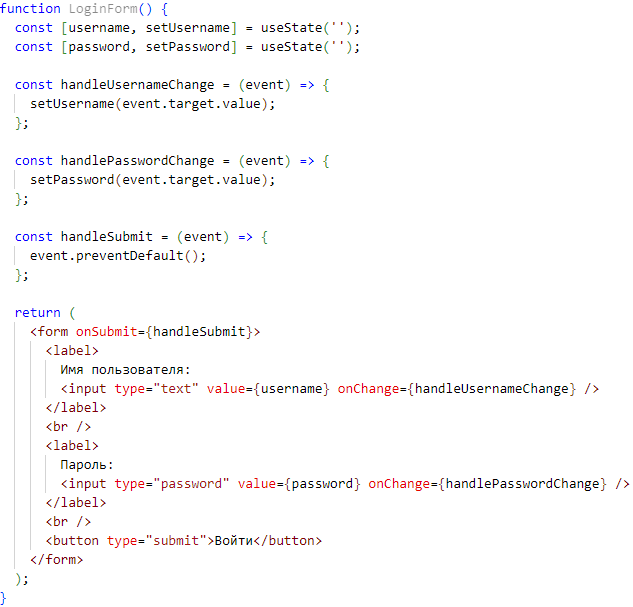 function LoginForm() {
  const [username, setUsername] = useState('');
  const [password, setPassword] = useState('');

  const handleUsernameChange = (event) => {
    setUsername(event.target.value);
  };

  const handlePasswordChange = (event) => {
    setPassword(event.target.value);
  };

  const handleSubmit = (event) => {
    event.preventDefault();
  };

  return (
    <form onSubmit={handleSubmit}>
      <label>
        Имя пользователя:
        <input type="text" value={username} onChange={handleUsernameChange} />
      </label>
      <br />
      <label>
        Пароль:
        <input type="password" value={password} onChange={handlePasswordChange} />
      </label>
      <br />
      <button type="submit">Войти</button>
    </form>
  );
}